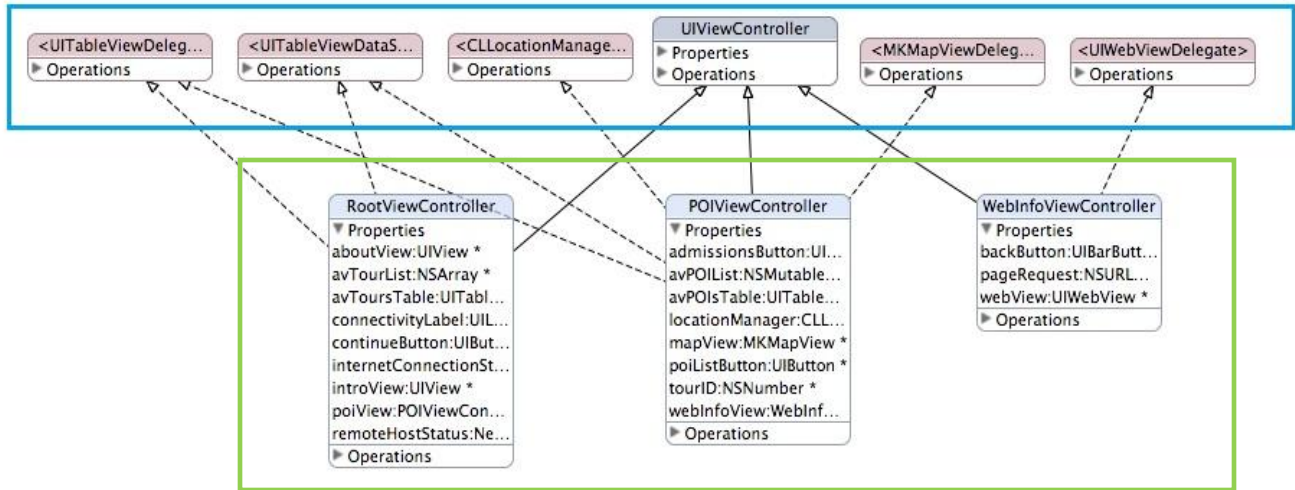 <UITableViewDeleg...
Operations
<UITableViewDataS...
Operations
<CLLocationManage...
Operations
UIViewController
Properties
Operations
<MKMapViewDeleg...
Operations
<UIWebViewDelegate>
Operations
RootViewController
Properties
aboutView:UIView *
avTourList:NSArray *
avToursTable:UITabl...
connectivityLabel:UIL...
continueButton:UIBut...
internetConnectionSt...
introView:UIView *
poiView:POIViewCon...
remoteHostStatus:Ne...
Operations
POIViewController
Properties
admissionsButton:UI...
avPOIList:NSMutable...
avPOIsTable:UITable...
locationManager:CLL...
mapView:MKMapView *
poiListButton:UIButton *
tourID:NSNumber *
webInfoView:WebInf...
Operations
WebInfoViewController
Properties
backButton:UIBarButt...
pageRequest:NSURL...
webView:UIWebView *
Operations